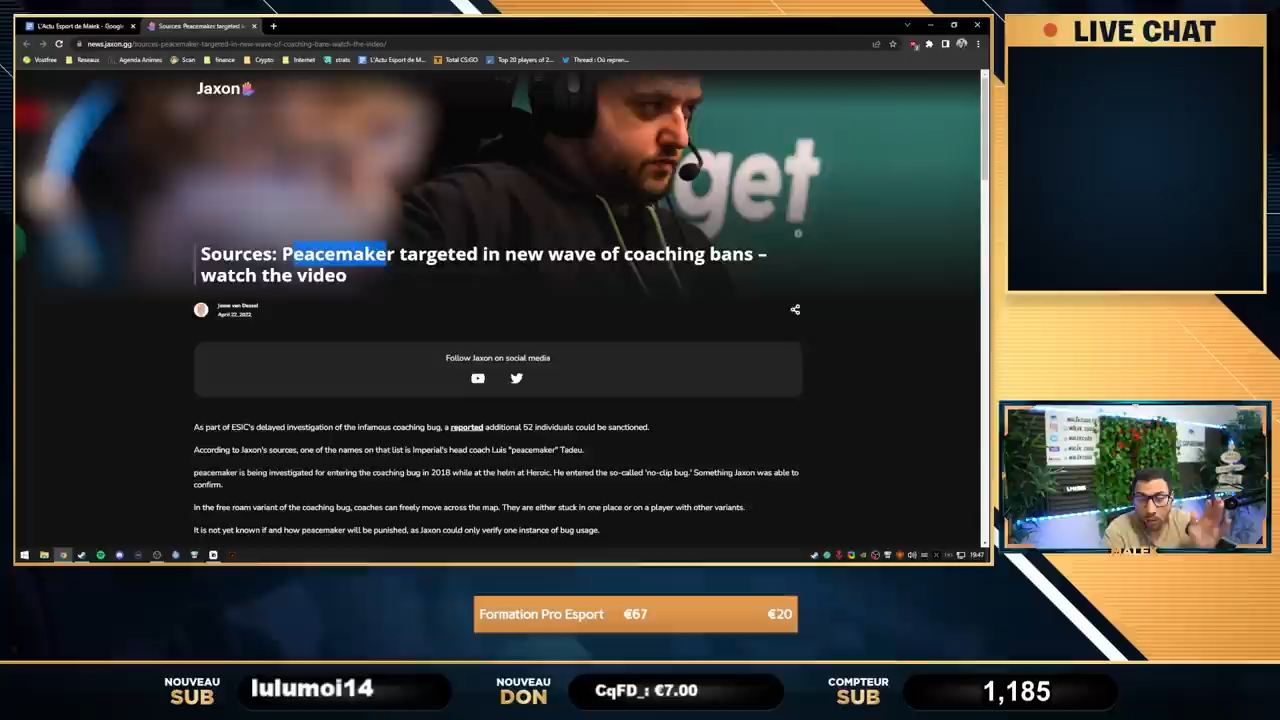 L'Actu Esport de Malek - Google
Sources: Peacemaker targeted i
news.jaxon.gg/sources-peacemaker-targered-in-new-wave-of-coaching-bans-watch-the-video/
Vostfree
Reseaux
Agenda Animes
Scan
finance
Crypto
Internet
strats
L'Actu Esport de M...
Total CS:GO
Top 20 players of 2...
Thread : Où repren...
Jaxon
get
Sources: Peacemaker targeted in new wave of coaching bans –
watch the video
Jesse van Dessel
April 22, 2022
Follow Jaxon on social media
As part of ESIC's delayed investigation of the infamous coaching bug, a reported additional 52 individuals could be sanctioned.
According to Jaxon's sources, one of the names on that list is Imperial's head coach Luis "peacemaker" Tadeu.
peacemaker is being investigated for entering the coaching bug in 2018 while at the helm at Heroic. He entered the so-called 'no-clip bug.' Something Jaxon was able to
confirm.
In the free roam variant of the coaching bug, coaches can freely move across the map. They are either stuck in one place or on a player with other variants.
It is not yet known if and how peacemaker will be punished, as Jaxon could only verify one instance of bug usage.
19:47
LIVE CHAT
MALEK
Formation Pro Esport €67 €20
NOUVEAU
SUB
lulumoi14
NOUVEAU
DON
CqFD_: €7.00
COMPTEUR
SUB
1,185